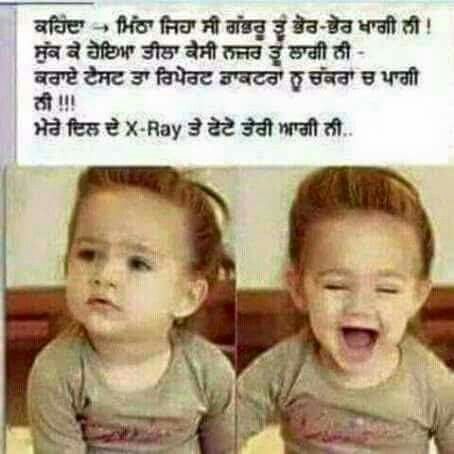 ਕਹਿੰਦਾ → ਮਿੱਠਾ ਜਿਹਾ ਸੀ ਗੱਭਰੂ ਤੂੰ ਭੋਰ-ਭੋਰ ਖਾਗੀ ਨੀ !
ਸੁੱਕ ਕੇ ਹੋਇਆ ਤੀਲਾ ਕੈਸੀ ਨਜ਼ਰ ਤੂੰ ਲਾਗੀ ਨੀ -
ਕਰਾਏ ਟੈਸਟ ਤਾ ਰਿਪੋਰਟ ਡਾਕਟਰਾਂ ਨੂ ਚੱਕਰਾਂ ਚ ਪਾਗੀ
ਨੀ !!!
ਮੇਰੇ ਦਿਲ ਦੇ X-Ray ਤੇ ਫੋਟੋ ਤੇਰੀ ਆਗੀ ਨੀ..